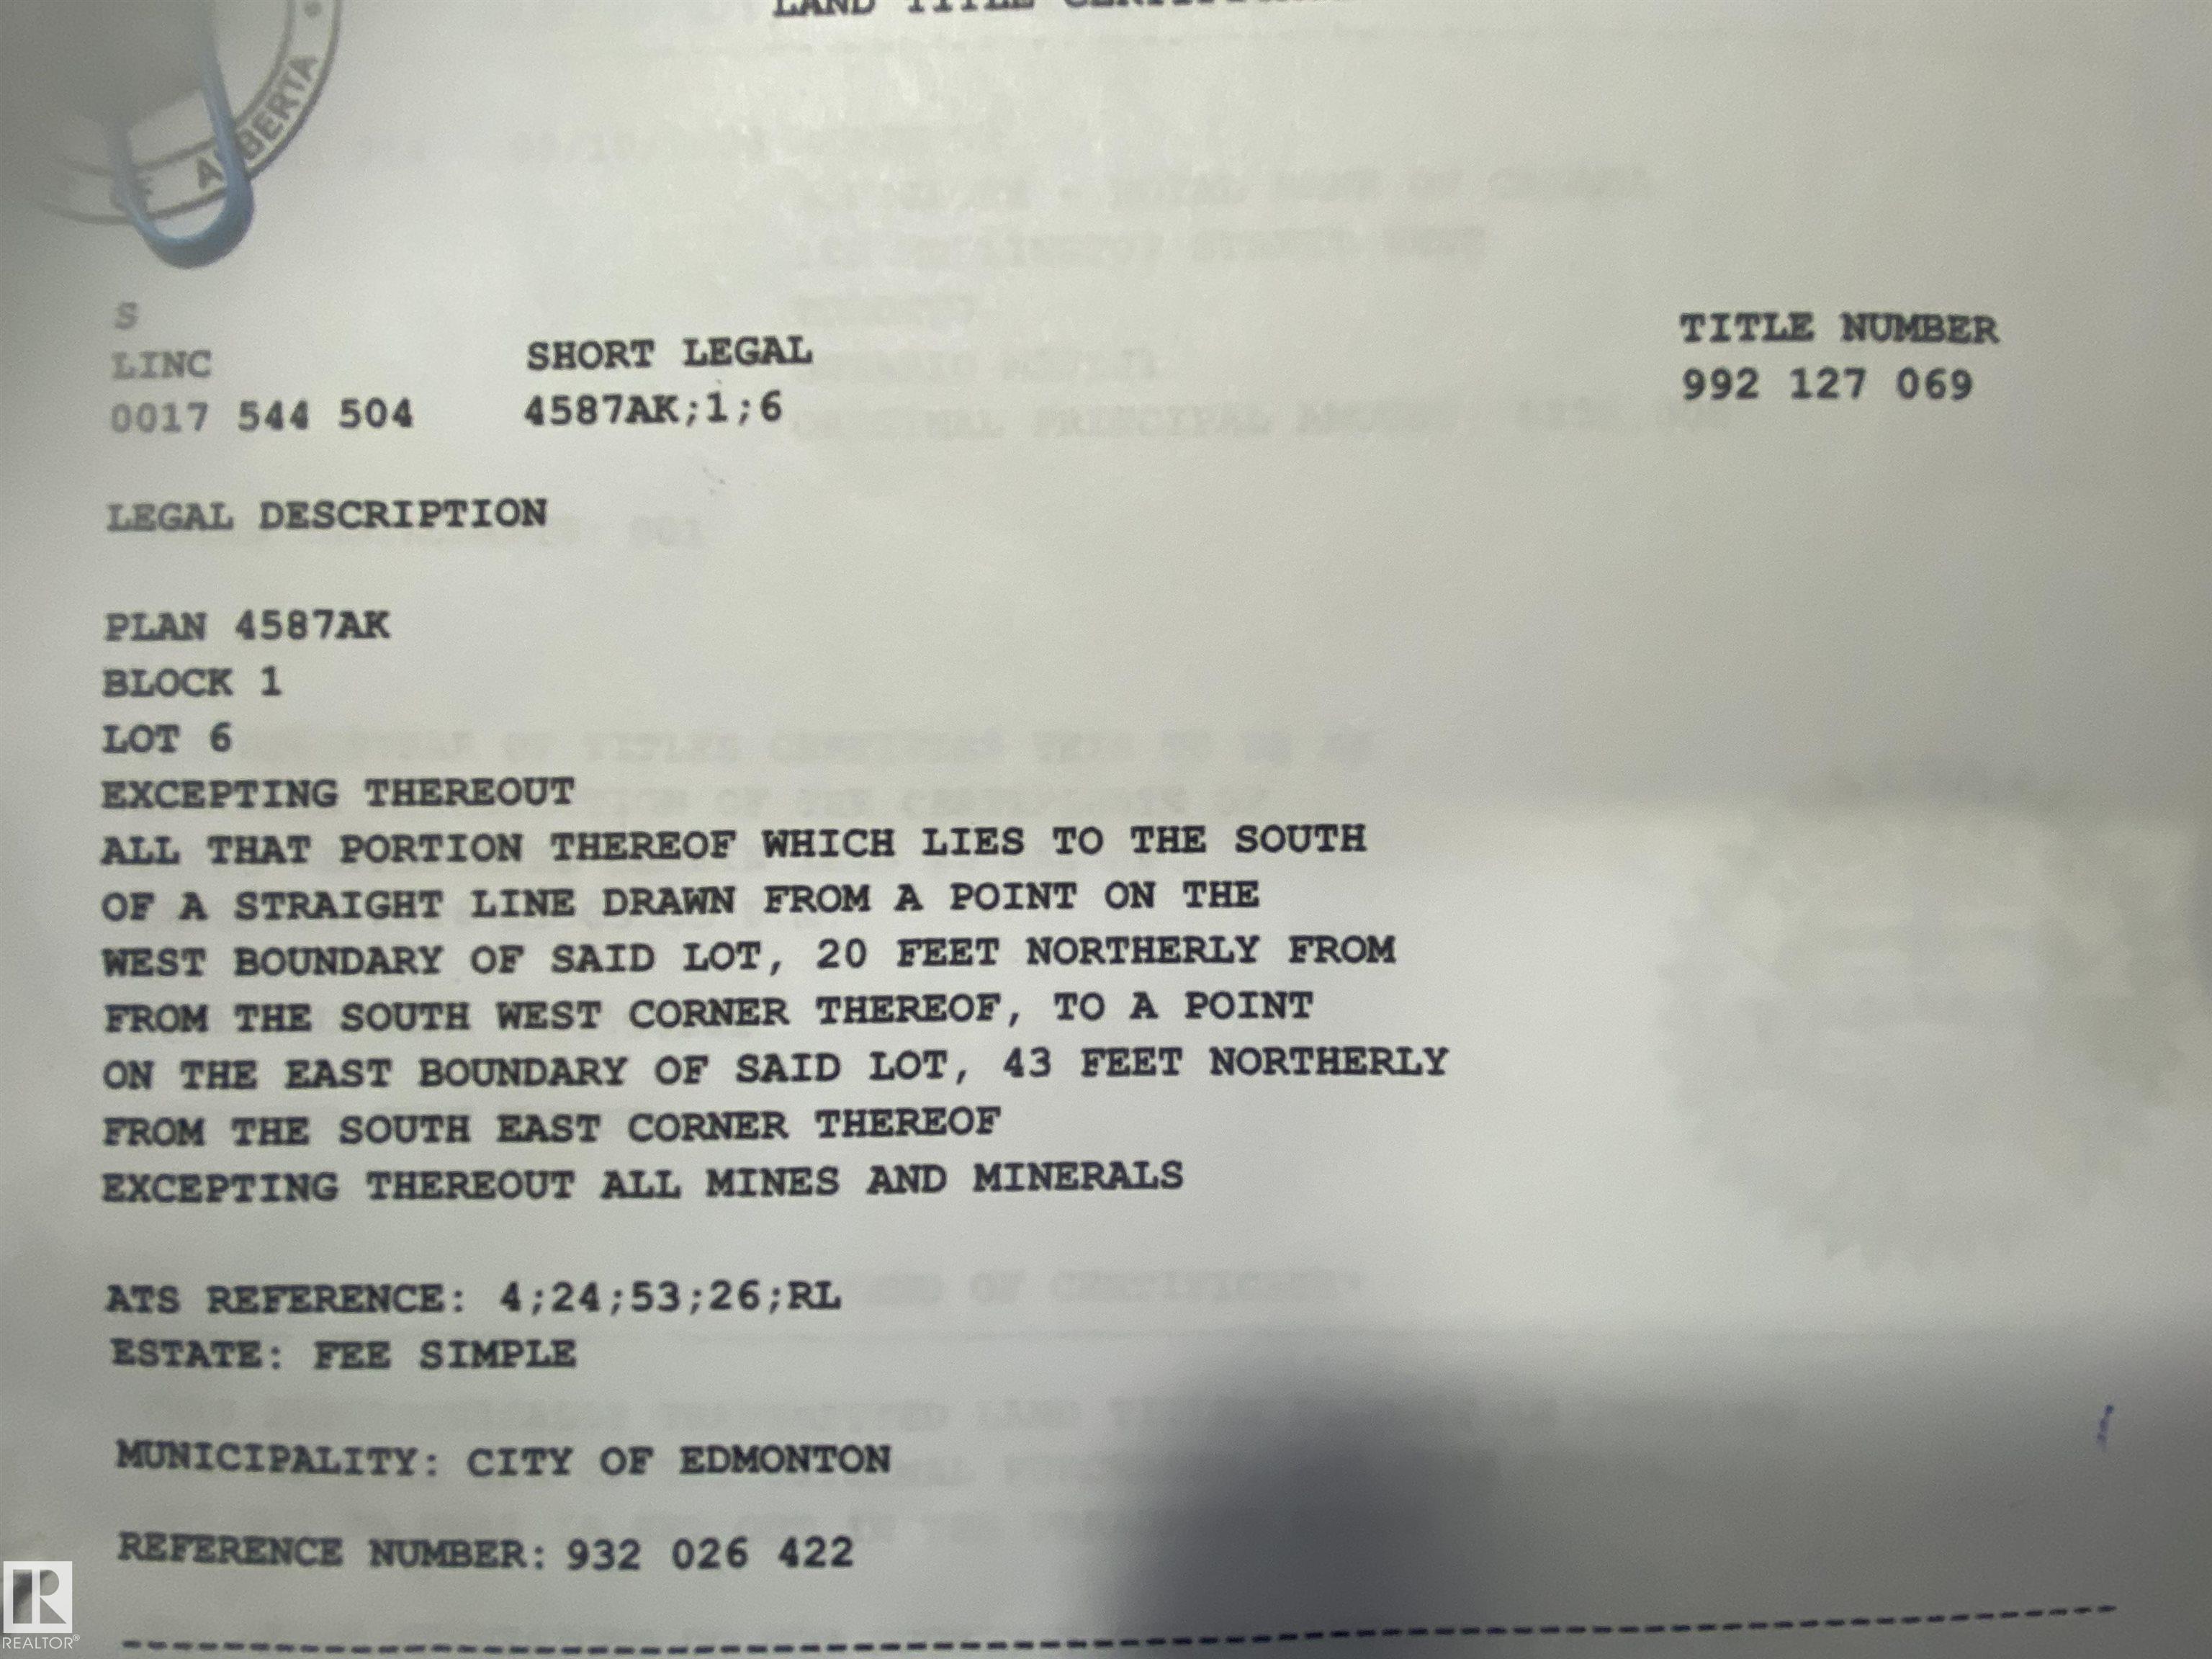 LAND TITLE
ALBERTA
S
LINC SHORT LEGAL TITLE NUMBER
0017 544 504 4587AK;1;6 992 127 069
LEGAL DESCRIPTION
PLAN 4587AK
BLOCK 1
LOT 6
EXCEPTING THEREOUT
ALL THAT PORTION THEREOF WHICH LIES TO THE SOUTH
OF A STRAIGHT LINE DRAWN FROM A POINT ON THE
WEST BOUNDARY OF SAID LOT, 20 FEET NORTHERLY FROM
FROM THE SOUTH WEST CORNER THEREOF, TO A POINT
ON THE EAST BOUNDARY OF SAID LOT, 43 FEET NORTHERLY
FROM THE SOUTH EAST CORNER THEREOF
EXCEPTING THEREOUT ALL MINES AND MINERALS
ATS REFERENCE: 4;24;53;26;RL
ESTATE: FEE SIMPLE
MUNICIPALITY: CITY OF EDMONTON
REFERENCE NUMBER: 932 026 422
R
REALTOR®